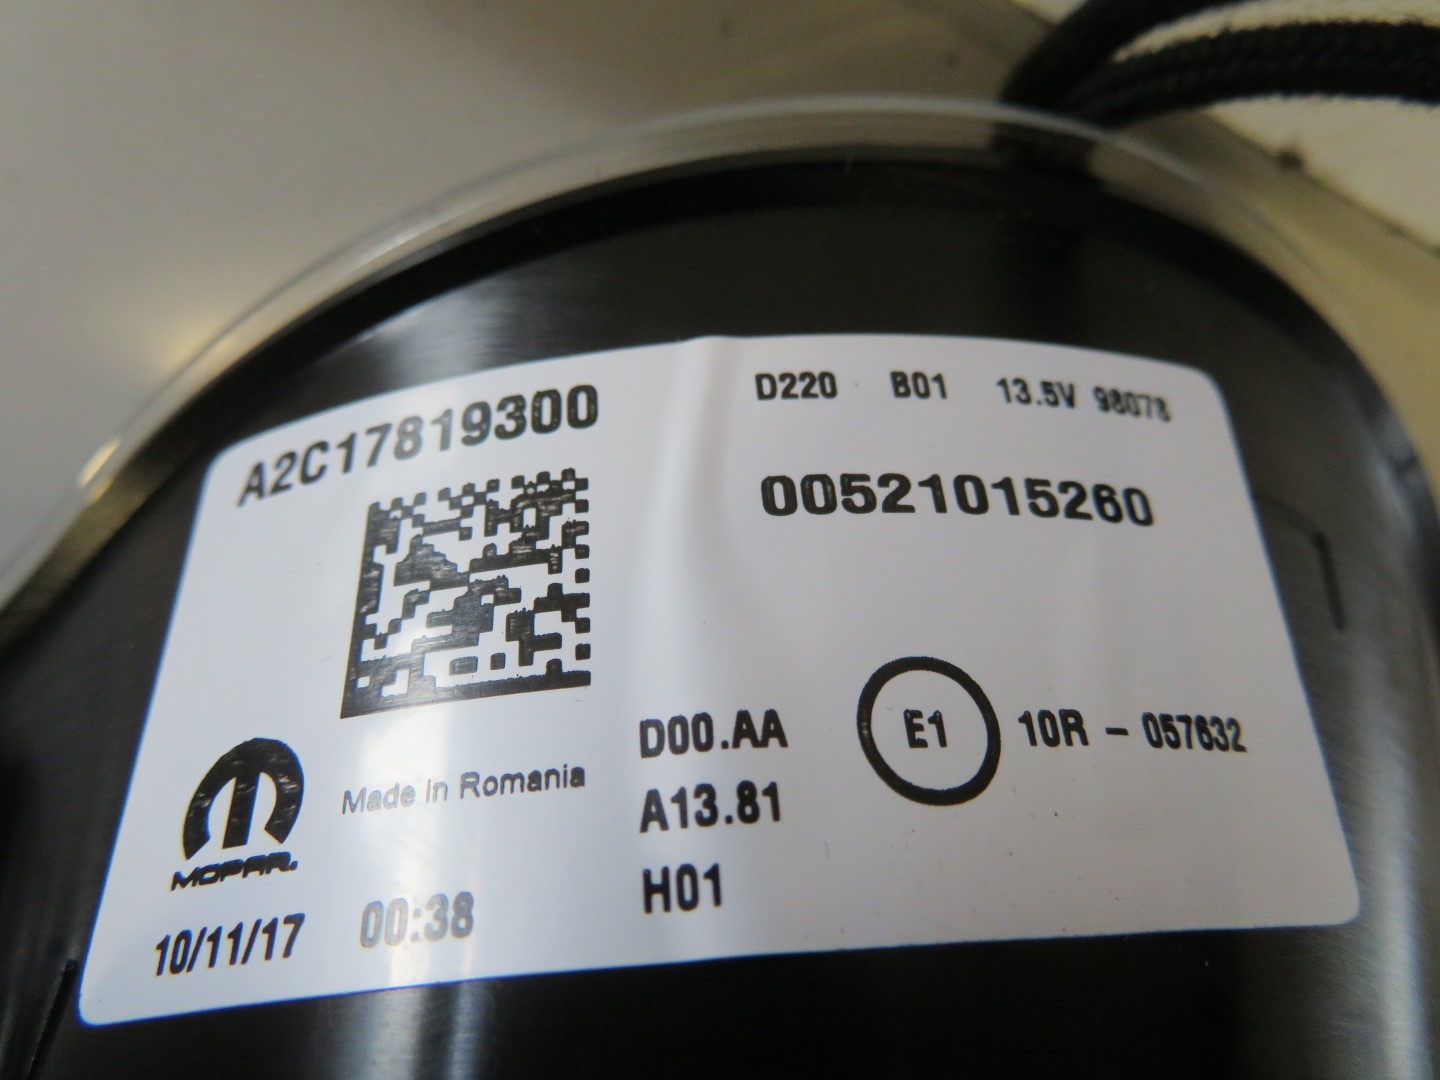 A2C17819300
D220 B01 13.5V 98078
00521015260
D00.AA
E1 10R - 057632
A13.81
H01
Made in Romania
MOPAR.
10/11/17 00:38